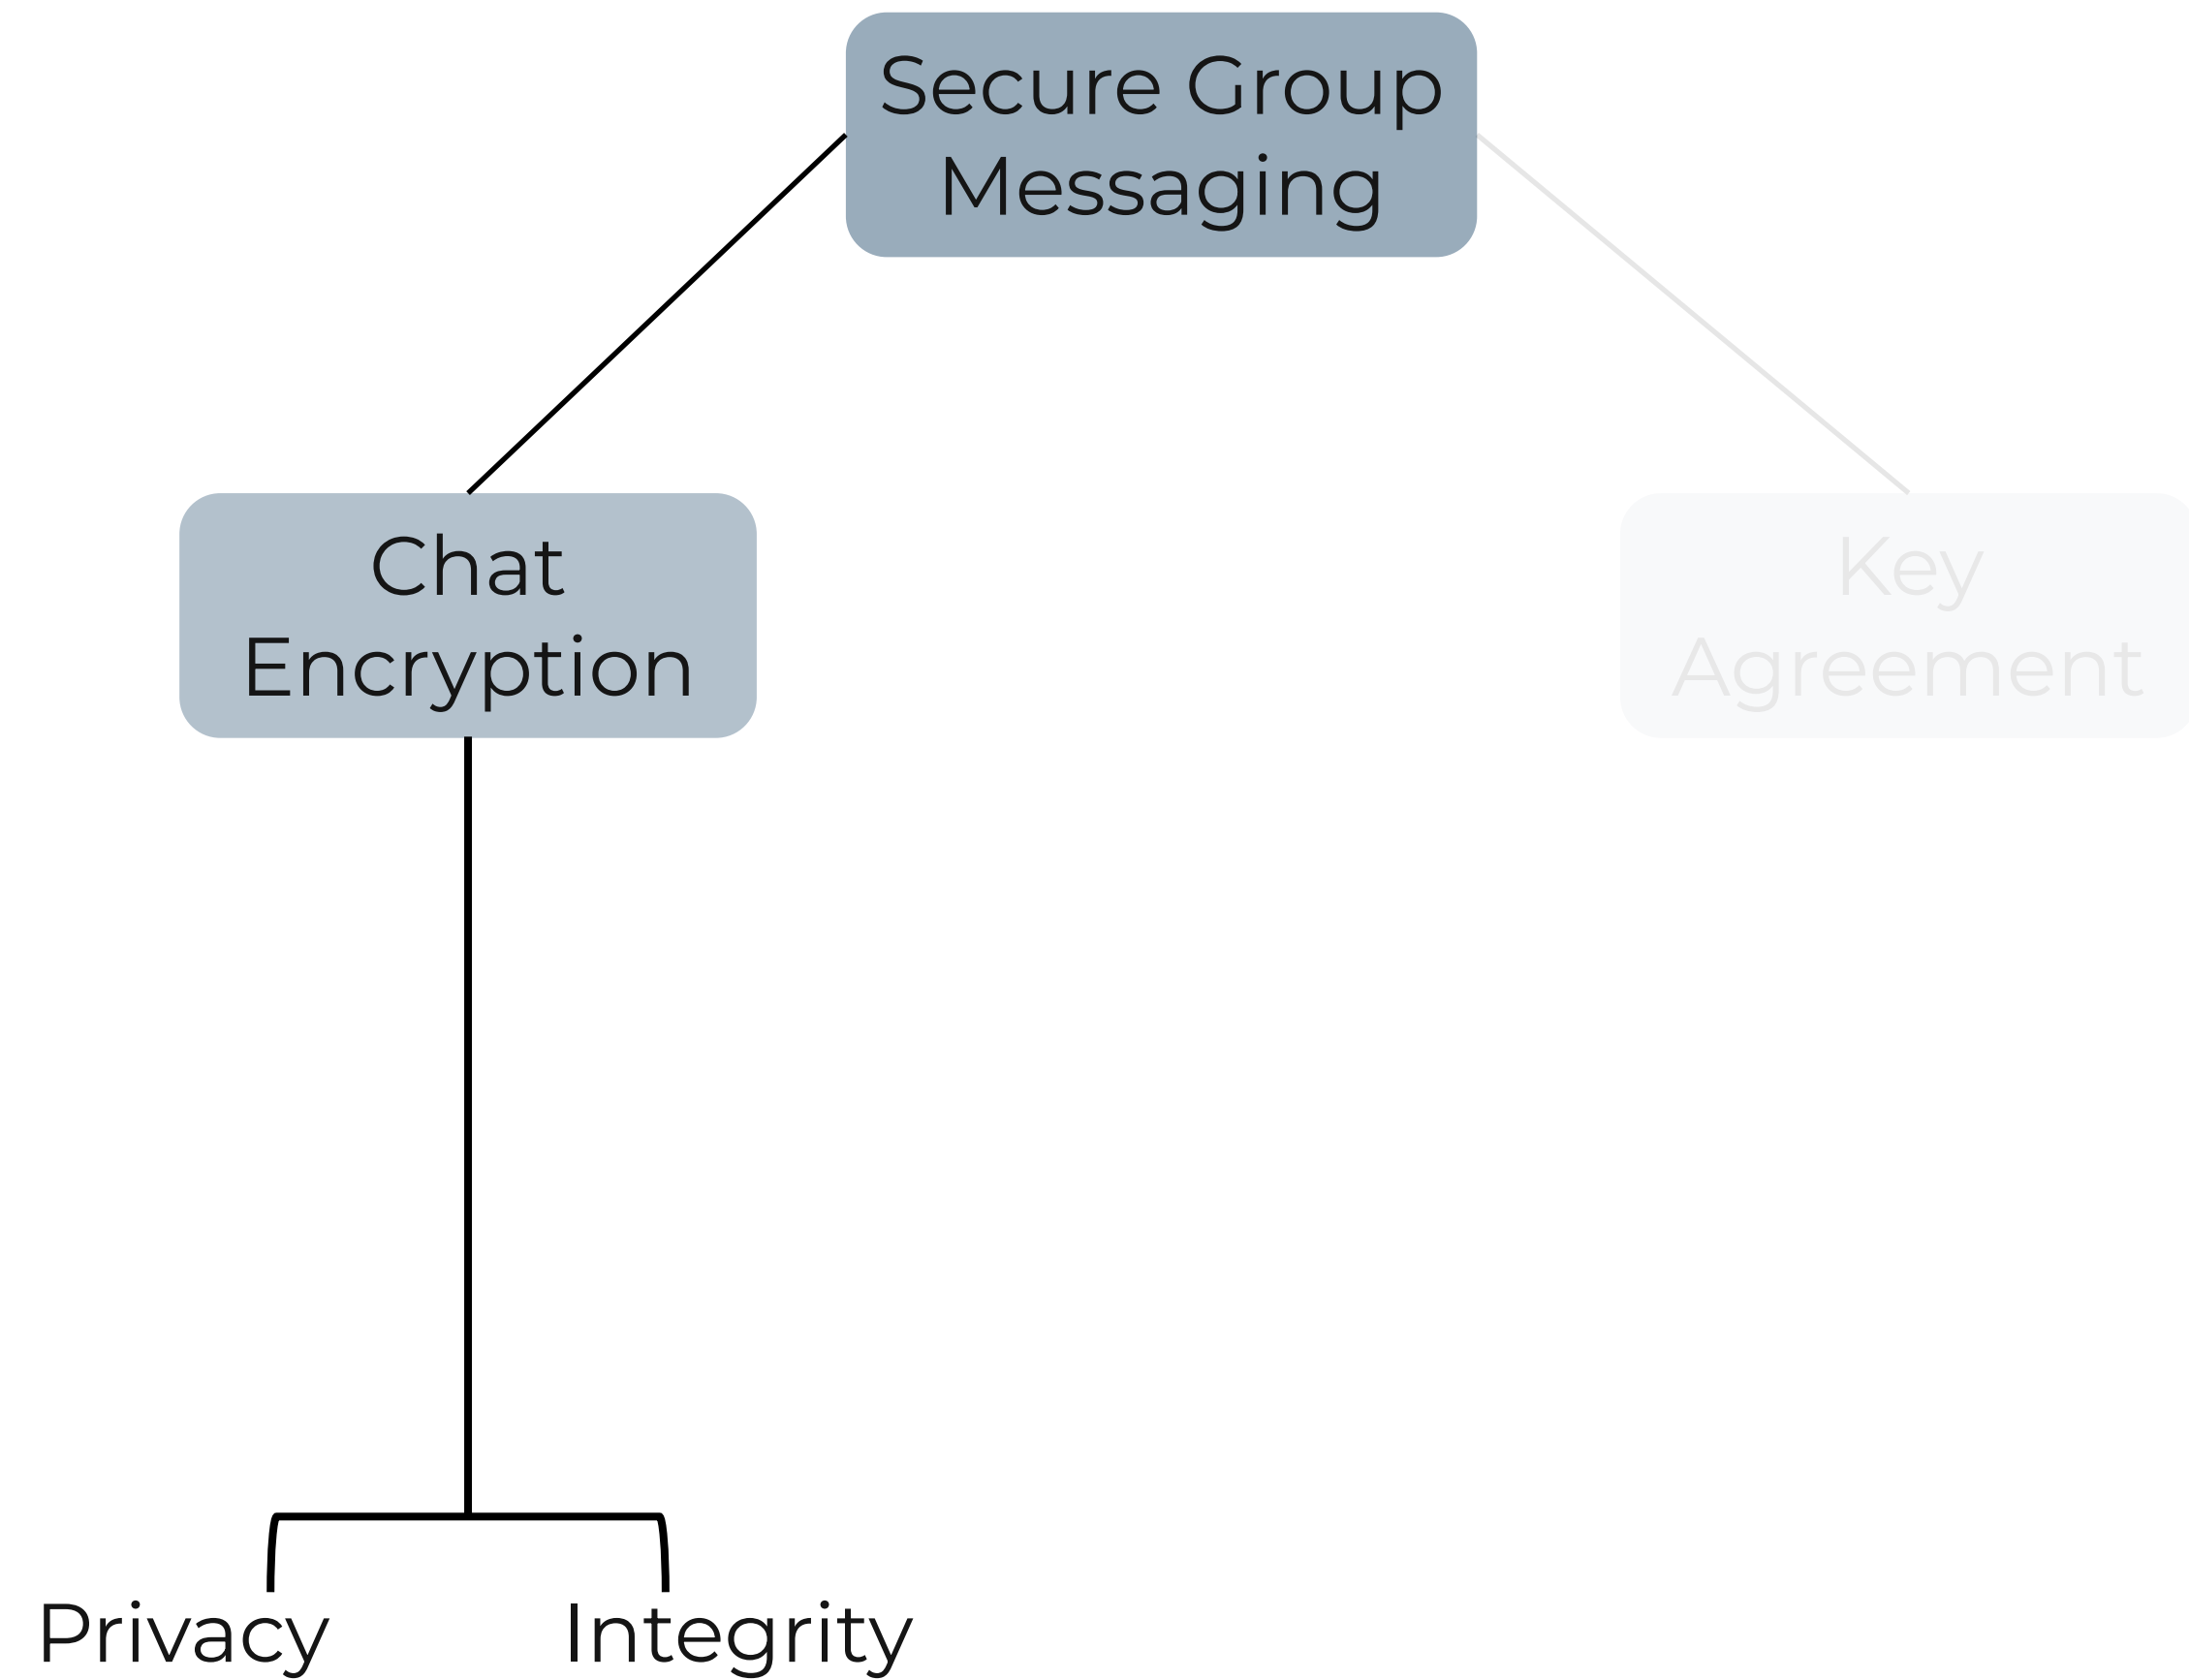 Secure Group
Messaging
Chat
Encryption
Key
Agreement
Privacy
Integrity